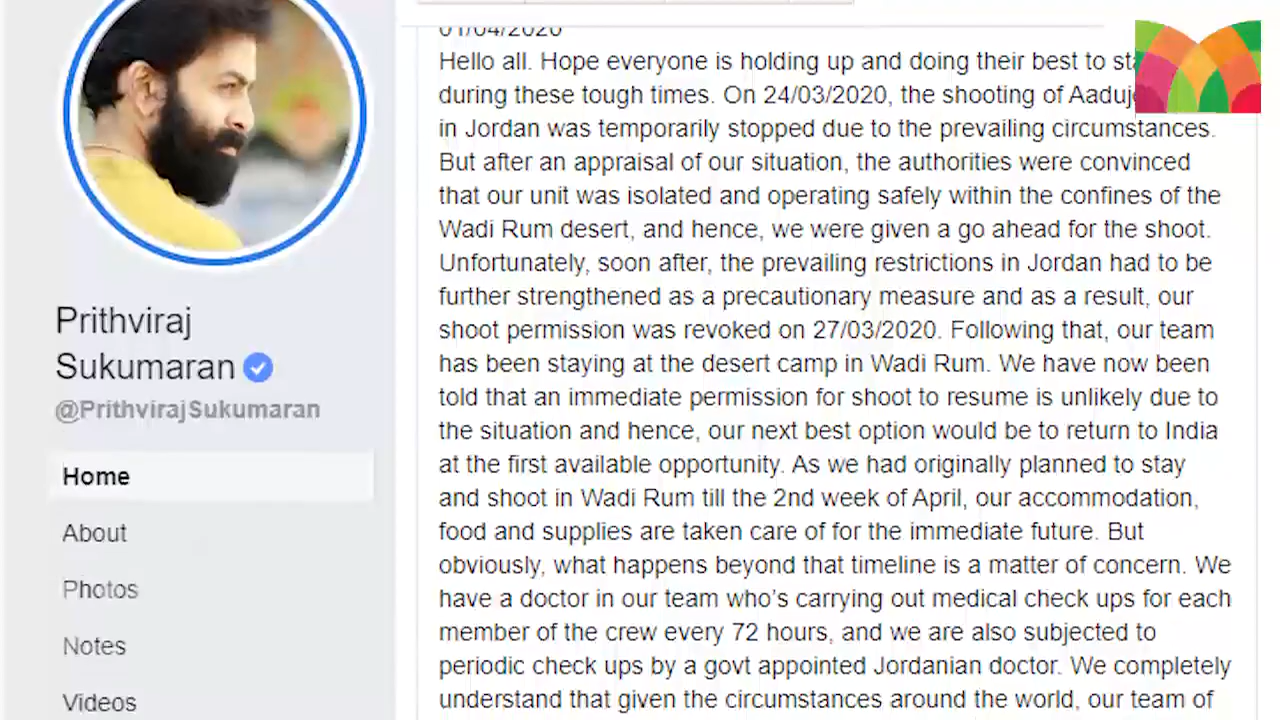 Prithviraj
Sukumaran
@PrithvirajSukumaran
Home
About
Photos
Notes
Videos
01/04/2020
Hello all. Hope everyone is holding up and doing their best to
during these tough times. On 24/03/2020, the shooting of
in Jordan was temporarily stopped due to the prevailing circumstances.
But after an appraisal of our situation, the authorities were convinced
that our unit was isolated and operating safely within the confines of the
Wadi Rum desert, and hence, we were given a go ahead for the shoot.
Unfortunately, soon after, the prevailing restrictions in Jordan had to be
further strengthened as a precautionary measure and as a result, our
shoot permission was revoked on 27/03/2020. Following that, our team
has been staying at the desert camp in Wadi Rum. We have now been
told that an immediate permission for shoot to resume is unlikely due to
the situation and hence, our next best option would be to return to India
at the first available opportunity. As we had originally planned to stay
and shoot in Wadi Rum till the 2nd week of April, our accommodation,
food and supplies are taken care of for the immediate future. But
obviously, what happens beyond that timeline is a matter of concern. We
have a doctor in our team who's carrying out medical check ups for each
member of the crew every 72 hours, and we are also subjected to
periodic check ups by a govt appointed Jordanian doctor. We completely
understand that given the circumstances around the world, our team of